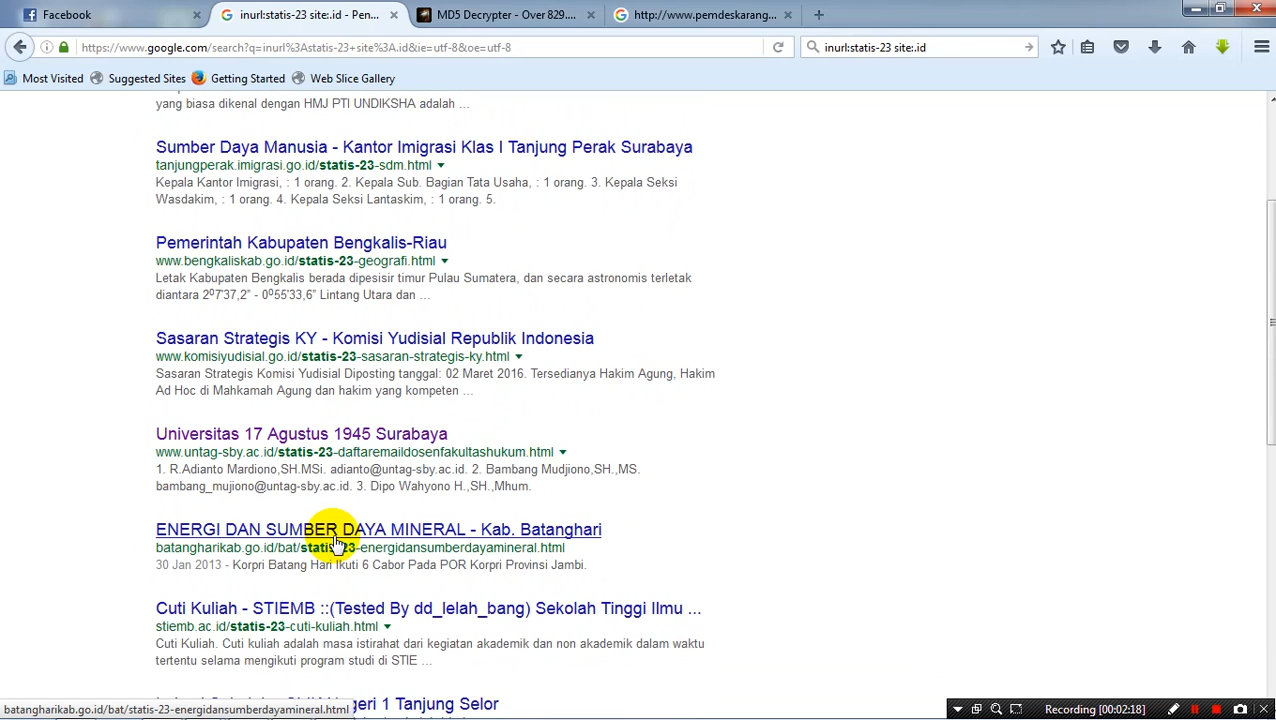 Facebook
inurl:statis-23 site:.id - Pen...
MD5 Decrypter - Over 829....
http://www.pemdeskarang...
https://www.google.com/search?q=inurl%3Astatis-23+site%3A.id&ie=utf-8&oe=utf-8
inurl:statis-23 site:.id
Most Visited
Suggested Sites
Getting Started
Web Slice Gallery
yang biasa dikenal dengan HMJ PTI UNDIKSHA adalah ...
Sumber Daya Manusia - Kantor Imigrasi Klas I Tanjung Perak Surabaya
tanjungperak.imigrasi.go.id/statis-23-sdm.html
Kepala Kantor Imigrasi, : 1 orang. 2. Kepala Sub. Bagian Tata Usaha, : 1 orang. 3. Kepala Seksi
Wasdakim, : 1 orang. 4. Kepala Seksi Lantaskim, : 1 orang. 5.
Pemerintah Kabupaten Bengkalis-Riau
www.bengkaliskab.go.id/statis-23-geografi.html
Letak Kabupaten Bengkalis berada dipesisir timur Pulau Sumatera, dan secara astronomis terletak
diantara 2⁰7'37,2" - 0⁰55'33,6" Lintang Utara dan ...
Sasaran Strategis KY - Komisi Yudisial Republik Indonesia
www.komisiyudisial.go.id/statis-23-sasaran-strategis-ky.html
Sasaran Strategis Komisi Yudisial Diposting tanggal: 02 Maret 2016. Tersedianya Hakim Agung, Hakim
Ad Hoc di Mahkamah Agung dan hakim yang kompeten ...
Universitas 17 Agustus 1945 Surabaya
www.untag-sby.ac.id/statis-23-daftaremaildosenfakultashukum.html
1. R.Adianto Mardiono,SH.MSi. adianto@untag-sby.ac.id. 2. Bambang Mudjiono,SH.,MS.
bambang_mujiono@untag-sby.ac.id. 3. Dipo Wahyono H.,SH.,Mhum.
ENERGI DAN SUMBER DAYA MINERAL - Kab. Batanghari
batangharikab.go.id/bat/statis-23-energidansumberdayamineral.html
30 Jan 2013 - Korpri Batang Hari Ikuti 6 Cabor Pada POR Korpri Provinsi Jambi.
Cuti Kuliah - STIEMB ::(Tested By dd_lelah_bang) Sekolah Tinggi Ilmu ...
stiemb.ac.id/statis-23-cuti-kuliah.html
Cuti Kuliah. Cuti kuliah adalah masa istirahat dari kegiatan akademik dan non akademik dalam waktu
tertentu selama mengikuti program studi di STIE ...
geri 1 Tanjung Selor
batangharikab.go.id/bat/statis-23-energidansumberdayamineral.html
Recording [00:02:18]